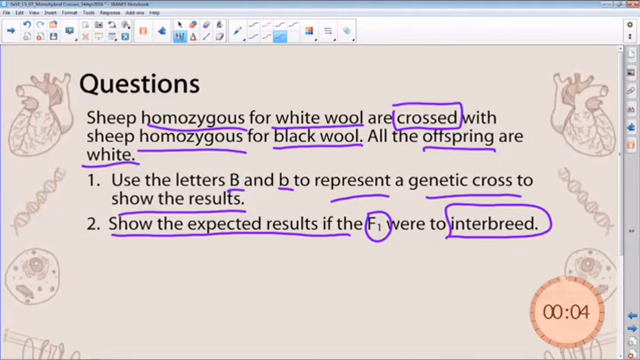 Questions
Sheep homozygous for white wool are crossed with
sheep homozygous for black wool. All the offspring are
white.
1. Use the letters B and b to represent a genetic cross to
show the results.
2. Show the expected results if the F1 were to interbreed.
00:04